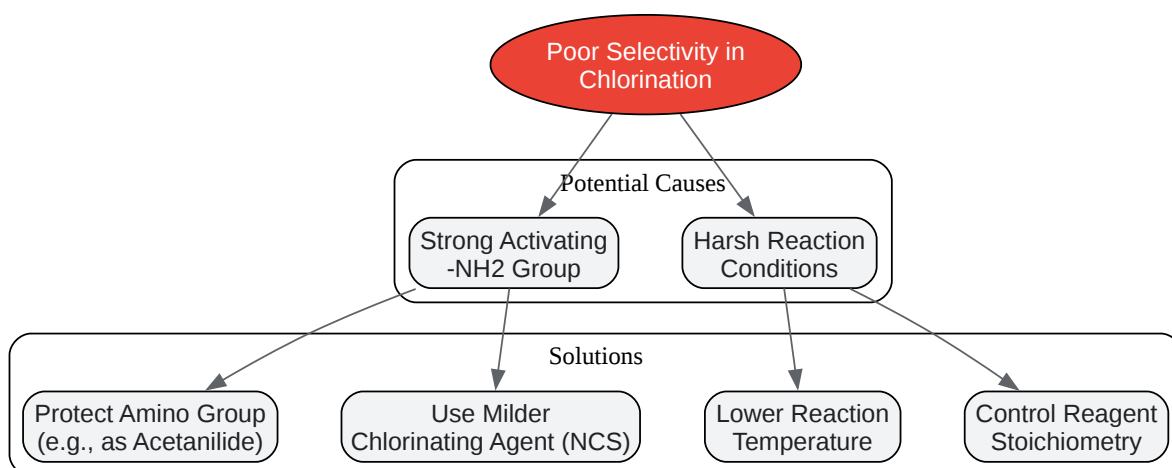 Poor Selectivity in
Chlorination
Potential Causes
Strong Activating
-NH2 Group
Harsh Reaction
Conditions
Solutions
Protect Amino Group
(e.g., as Acetanilide)
Use Milder
Chlorinating Agent (NCS)
Lower Reaction
Temperature
Control Reagent
Stoichiometry